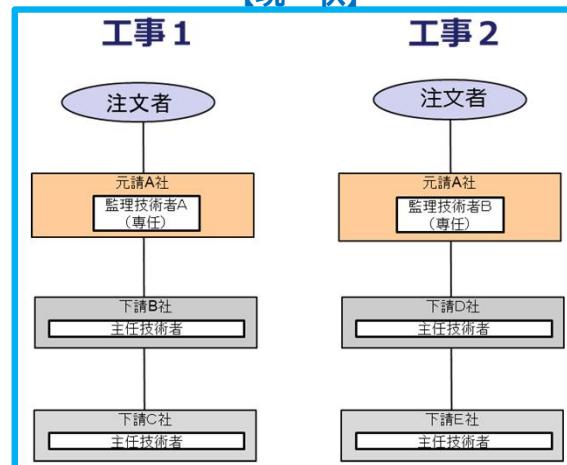 【現 状】
工事１
工事２
注文者
注文者
元請A社
監理技術者A
（専任）
元請A社
監理技術者B
（専任）
下請B社
主任技術者
下請D社
主任技術者
下請C社
主任技術者
下請E社
主任技術者